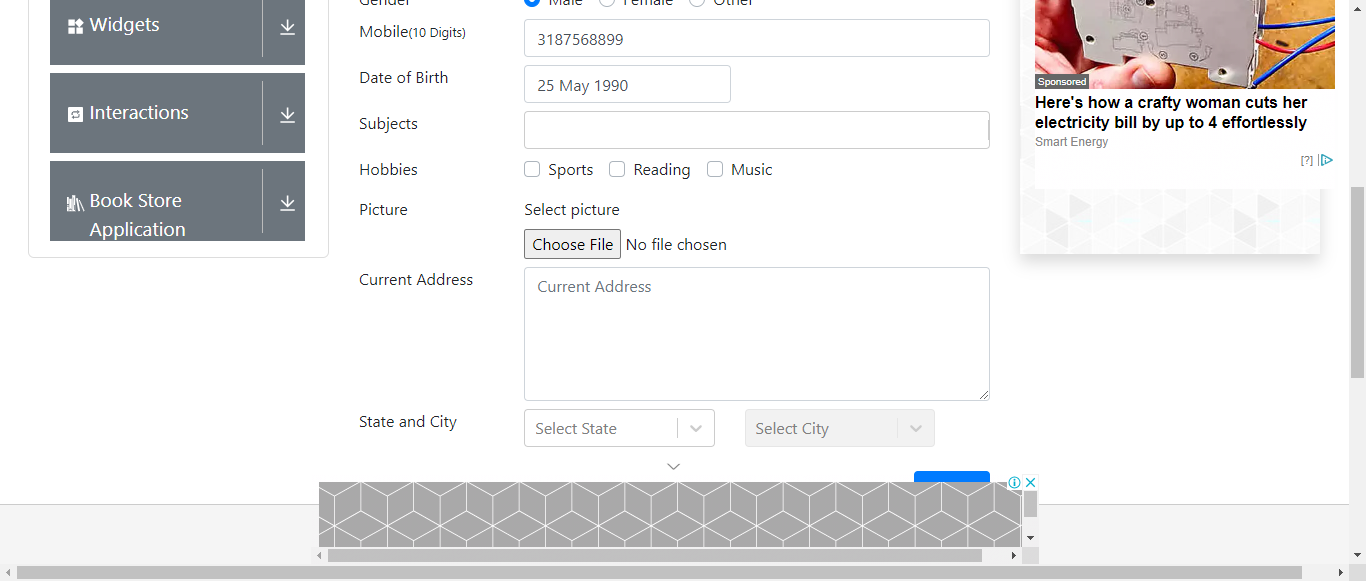 Gender Male Female Other
Widgets
Mobile(10 Digits) 3187568899
Date of Birth 25 May 1990
Interactions
Subjects
Hobbies Sports Reading Music
Book Store
Application
Picture Select picture
Choose File No file chosen
Current Address Current Address
State and City Select State Select City
Sponsored
Here's how a crafty woman cuts her
electricity bill by up to 4 effortlessly
Smart Energy
[?]